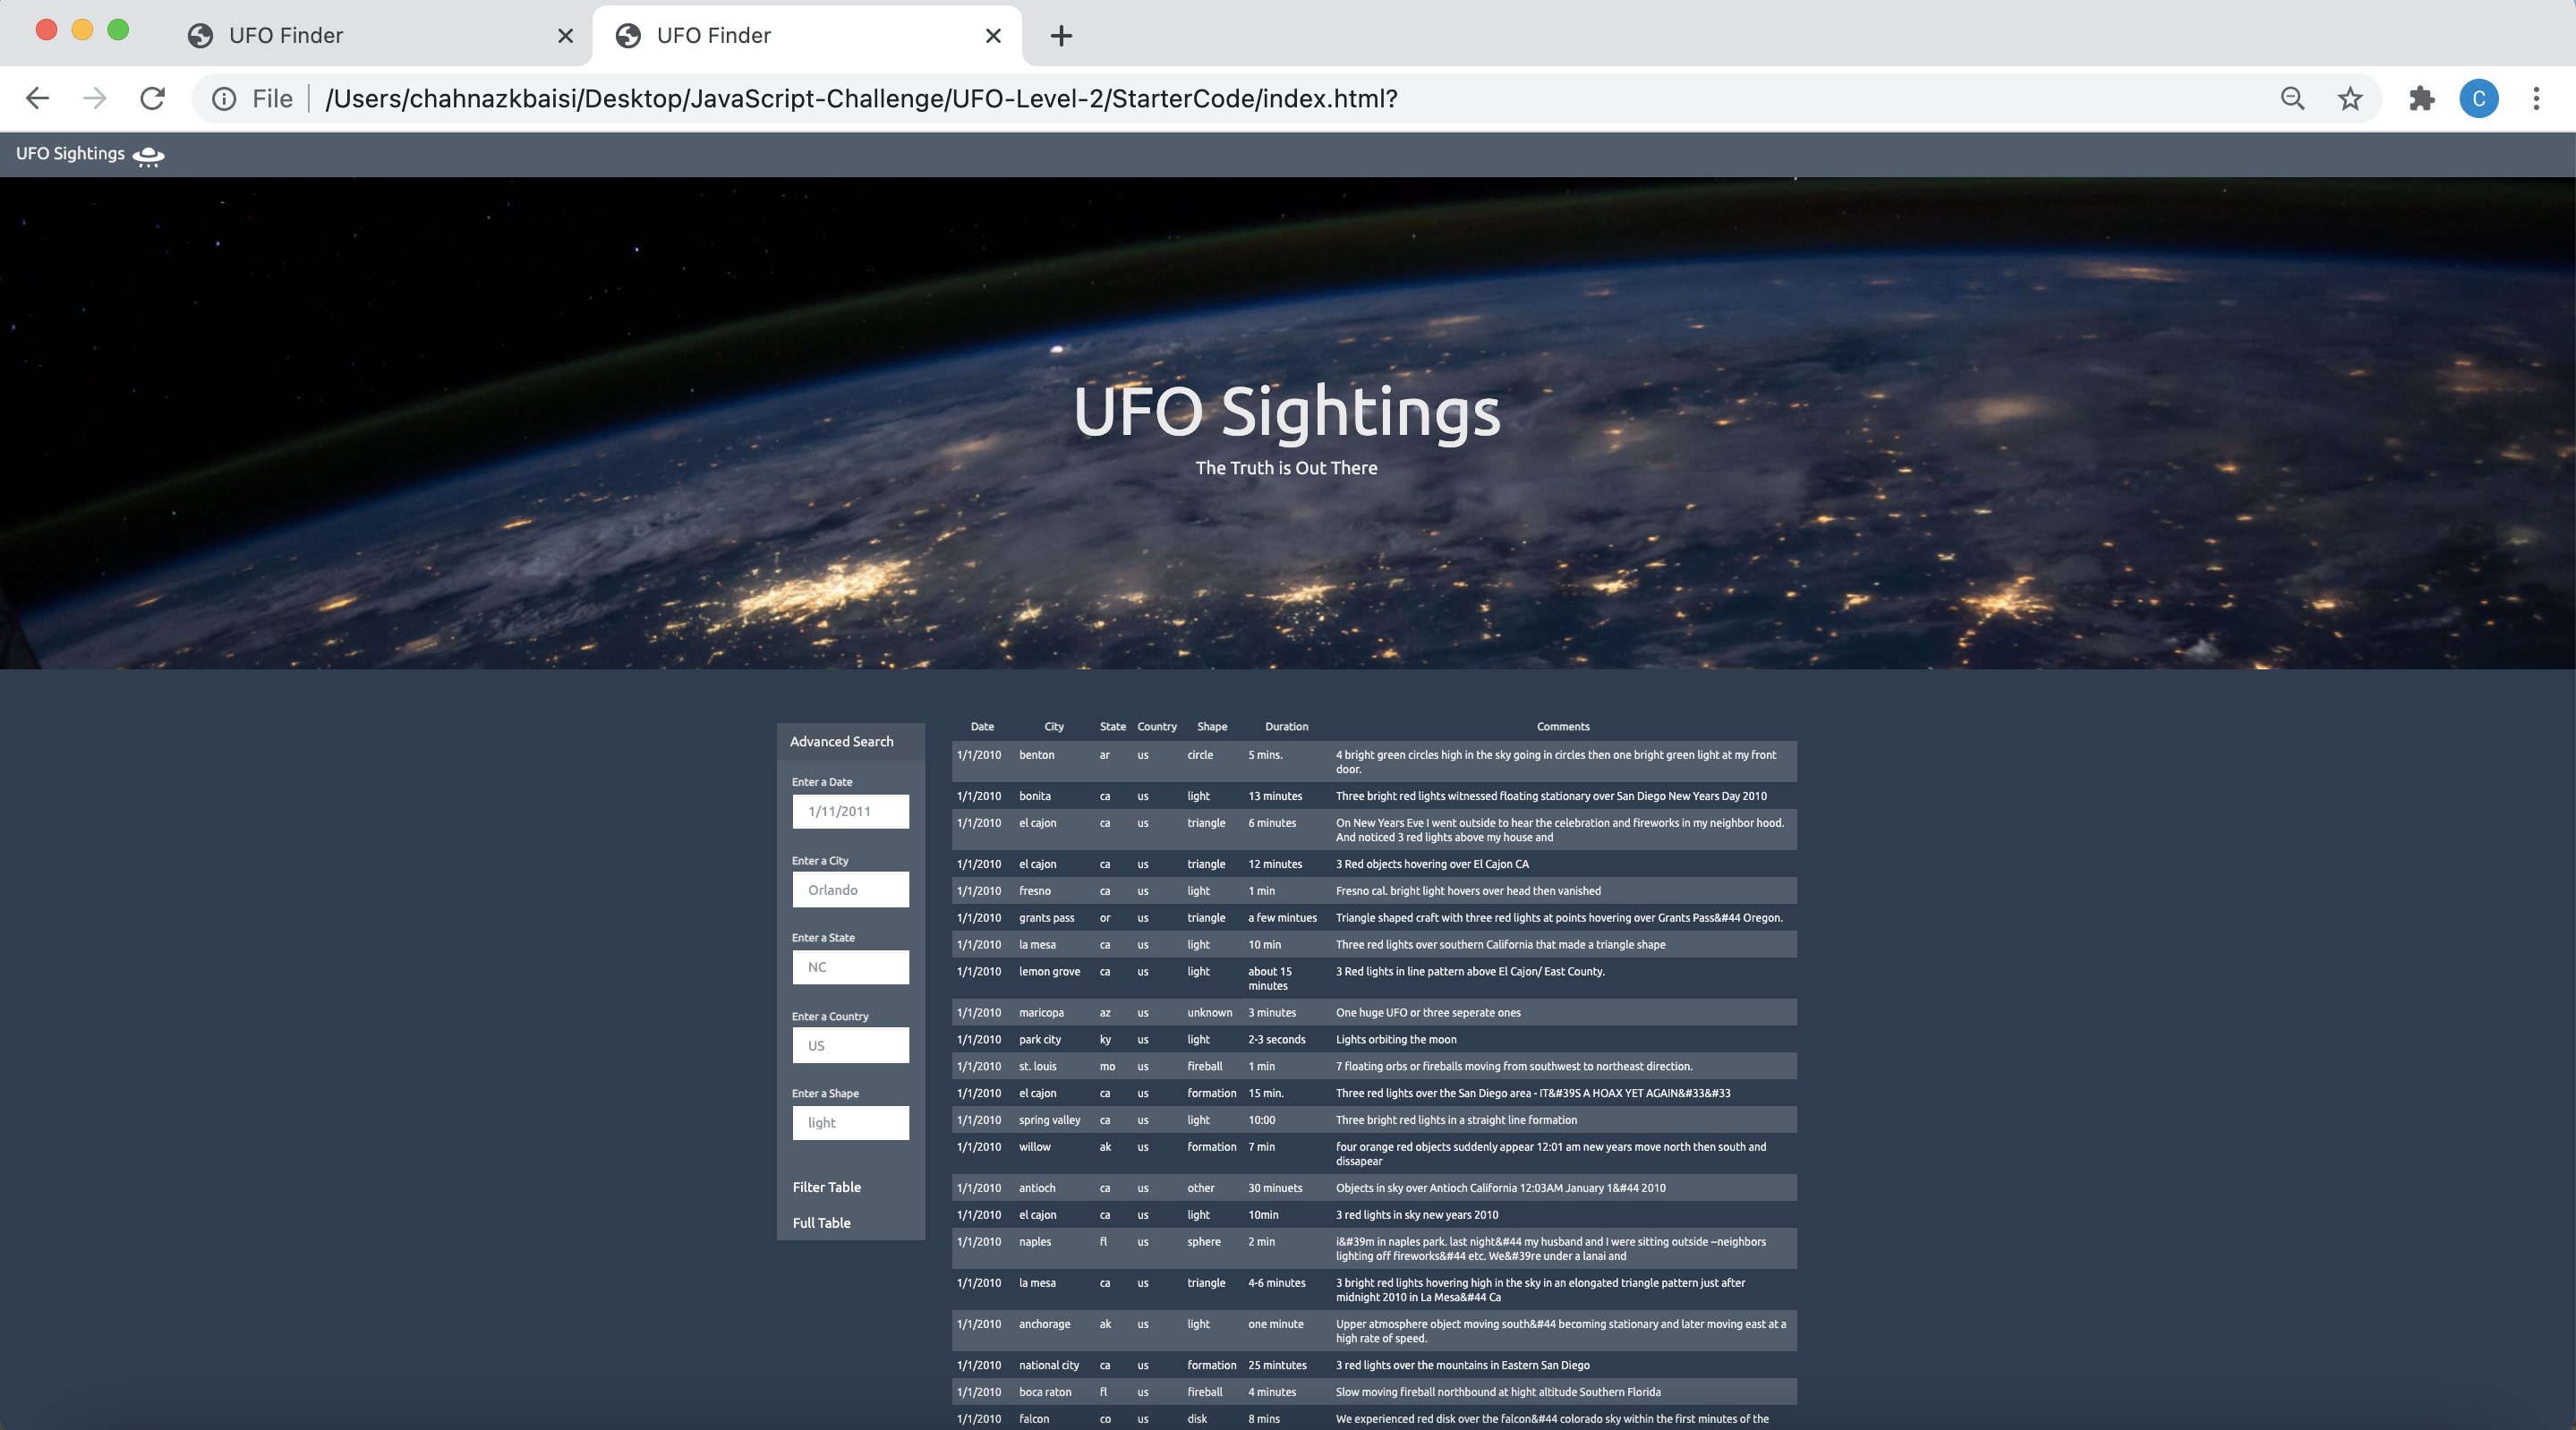 UFO Finder
UFO Finder
File /Users/chahnazkbaisi/Desktop/JavaScript-Challenge/UFO-Level-2/StarterCode/index.html?
C
UFO Sightings
UFO Sightings
The Truth is Out There
Advanced Search
Enter a Date
1/11/2011
Enter a City
Orlando
Enter a State
NC
Enter a Country
US
Enter a Shape
light
Filter Table
Full Table
Date City State Country Shape Duration Comments
1/1/2010 benton ar us circle 5 mins. 4 bright green circles high in the sky going in circles then one bright green light at my front
door.
1/1/2010 bonita ca us light 13 minutes Three bright red lights witnessed floating stationary over San Diego New Years Day 2010
1/1/2010 el cajon ca us triangle 6 minutes On New Years Eve I went outside to hear the celebration and fireworks in my neighbor hood.
And noticed 3 red lights above my house and
1/1/2010 el cajon ca us triangle 12 minutes 3 Red objects hovering over El Cajon CA
1/1/2010 fresno ca us light 1 min Fresno cal. bright light hovers over head then vanished
1/1/2010 grants pass or us triangle a few mintues Triangle shaped craft with three red lights at points hovering over Grants Pass&#44 Oregon.
1/1/2010 la mesa ca us light 10 min Three red lights over southern California that made a triangle shape
1/1/2010 lemon grove ca us light about 15 3 Red lights in line pattern above El Cajon/ East County.
minutes
1/1/2010 maricopa az us unknown 3 minutes One huge UFO or three seperate ones
1/1/2010 park city ky us light 2-3 seconds Lights orbiting the moon
1/1/2010 st. louis mo us fireball 1 min 7 floating orbs or fireballs moving from southwest to northeast direction.
1/1/2010 el cajon ca us formation 15 min. Three red lights over the San Diego area - IT&#39S A HOAX YET AGAIN&#33&#33
1/1/2010 spring valley ca us light 10:00 Three bright red lights in a straight line formation
1/1/2010 willow ak us formation 7 min four orange red objects suddenly appear 12:01 am new years move north then south and
dissapear
1/1/2010 antioch ca us other 30 minuets Objects in sky over Antioch California 12:03AM January 1&#44 2010
1/1/2010 el cajon ca us light 10min 3 red lights in sky new years 2010
1/1/2010 naples fl us sphere 2 min i&#39m in naples park. last night&#44 my husband and I were sitting outside --neighbors
lighting off fireworks&#44 etc. We&#39re under a lanai and
1/1/2010 la mesa ca us triangle 4-6 minutes 3 bright red lights hovering high in the sky in an elongated triangle pattern just after
midnight 2010 in La Mesa&#44 Ca
1/1/2010 anchorage ak us light one minute Upper atmosphere object moving south&#44 becoming stationary and later moving east at a
high rate of speed.
1/1/2010 national city ca us formation 25 mintutes 3 red lights over the mountains in Eastern San Diego
1/1/2010 boca raton fl us fireball 4 minutes Slow moving fireball northbound at hight altitude Southern Florida
1/1/2010 falcon co us disk 8 mins We experienced red disk over the falcon&#44 colorado sky within the first minutes of the